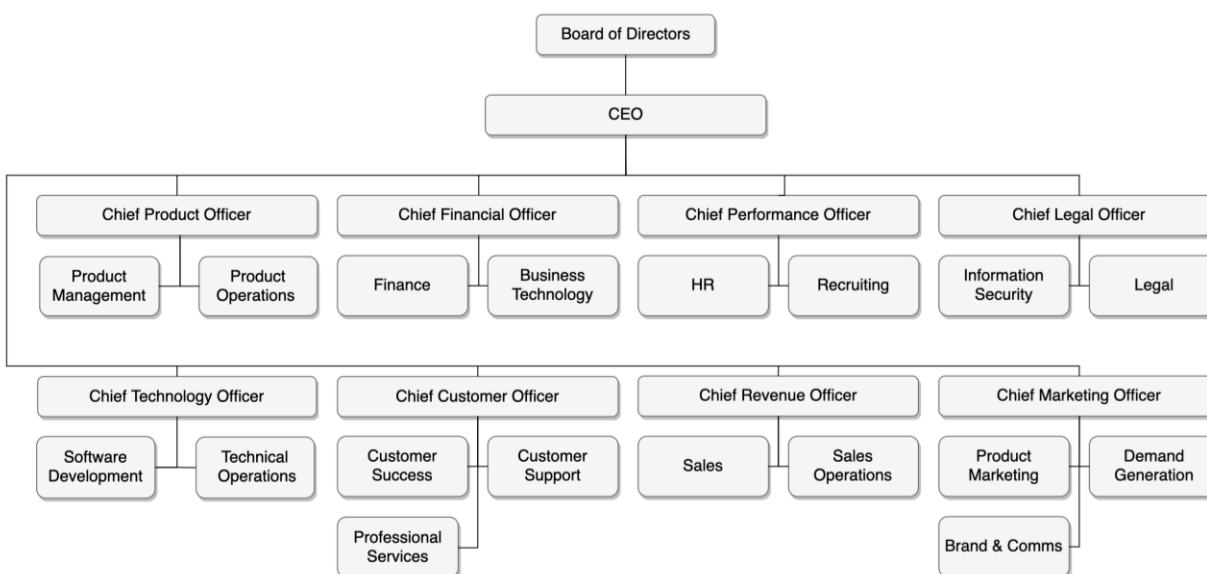 Board of Directors
CEO
Chief Product Officer
Chief Financial Officer
Chief Performance Officer
Chief Legal Officer
Product
Management
Product
Operations
Finance
Business
Technology
HR
Recruiting
Information
Security
Legal
Chief Technology Officer
Chief Customer Officer
Chief Revenue Officer
Chief Marketing Officer
Software
Development
Technical
Operations
Customer
Success
Customer
Support
Sales
Sales
Operations
Product
Marketing
Demand
Generation
Professional
Services
Brand & Comms